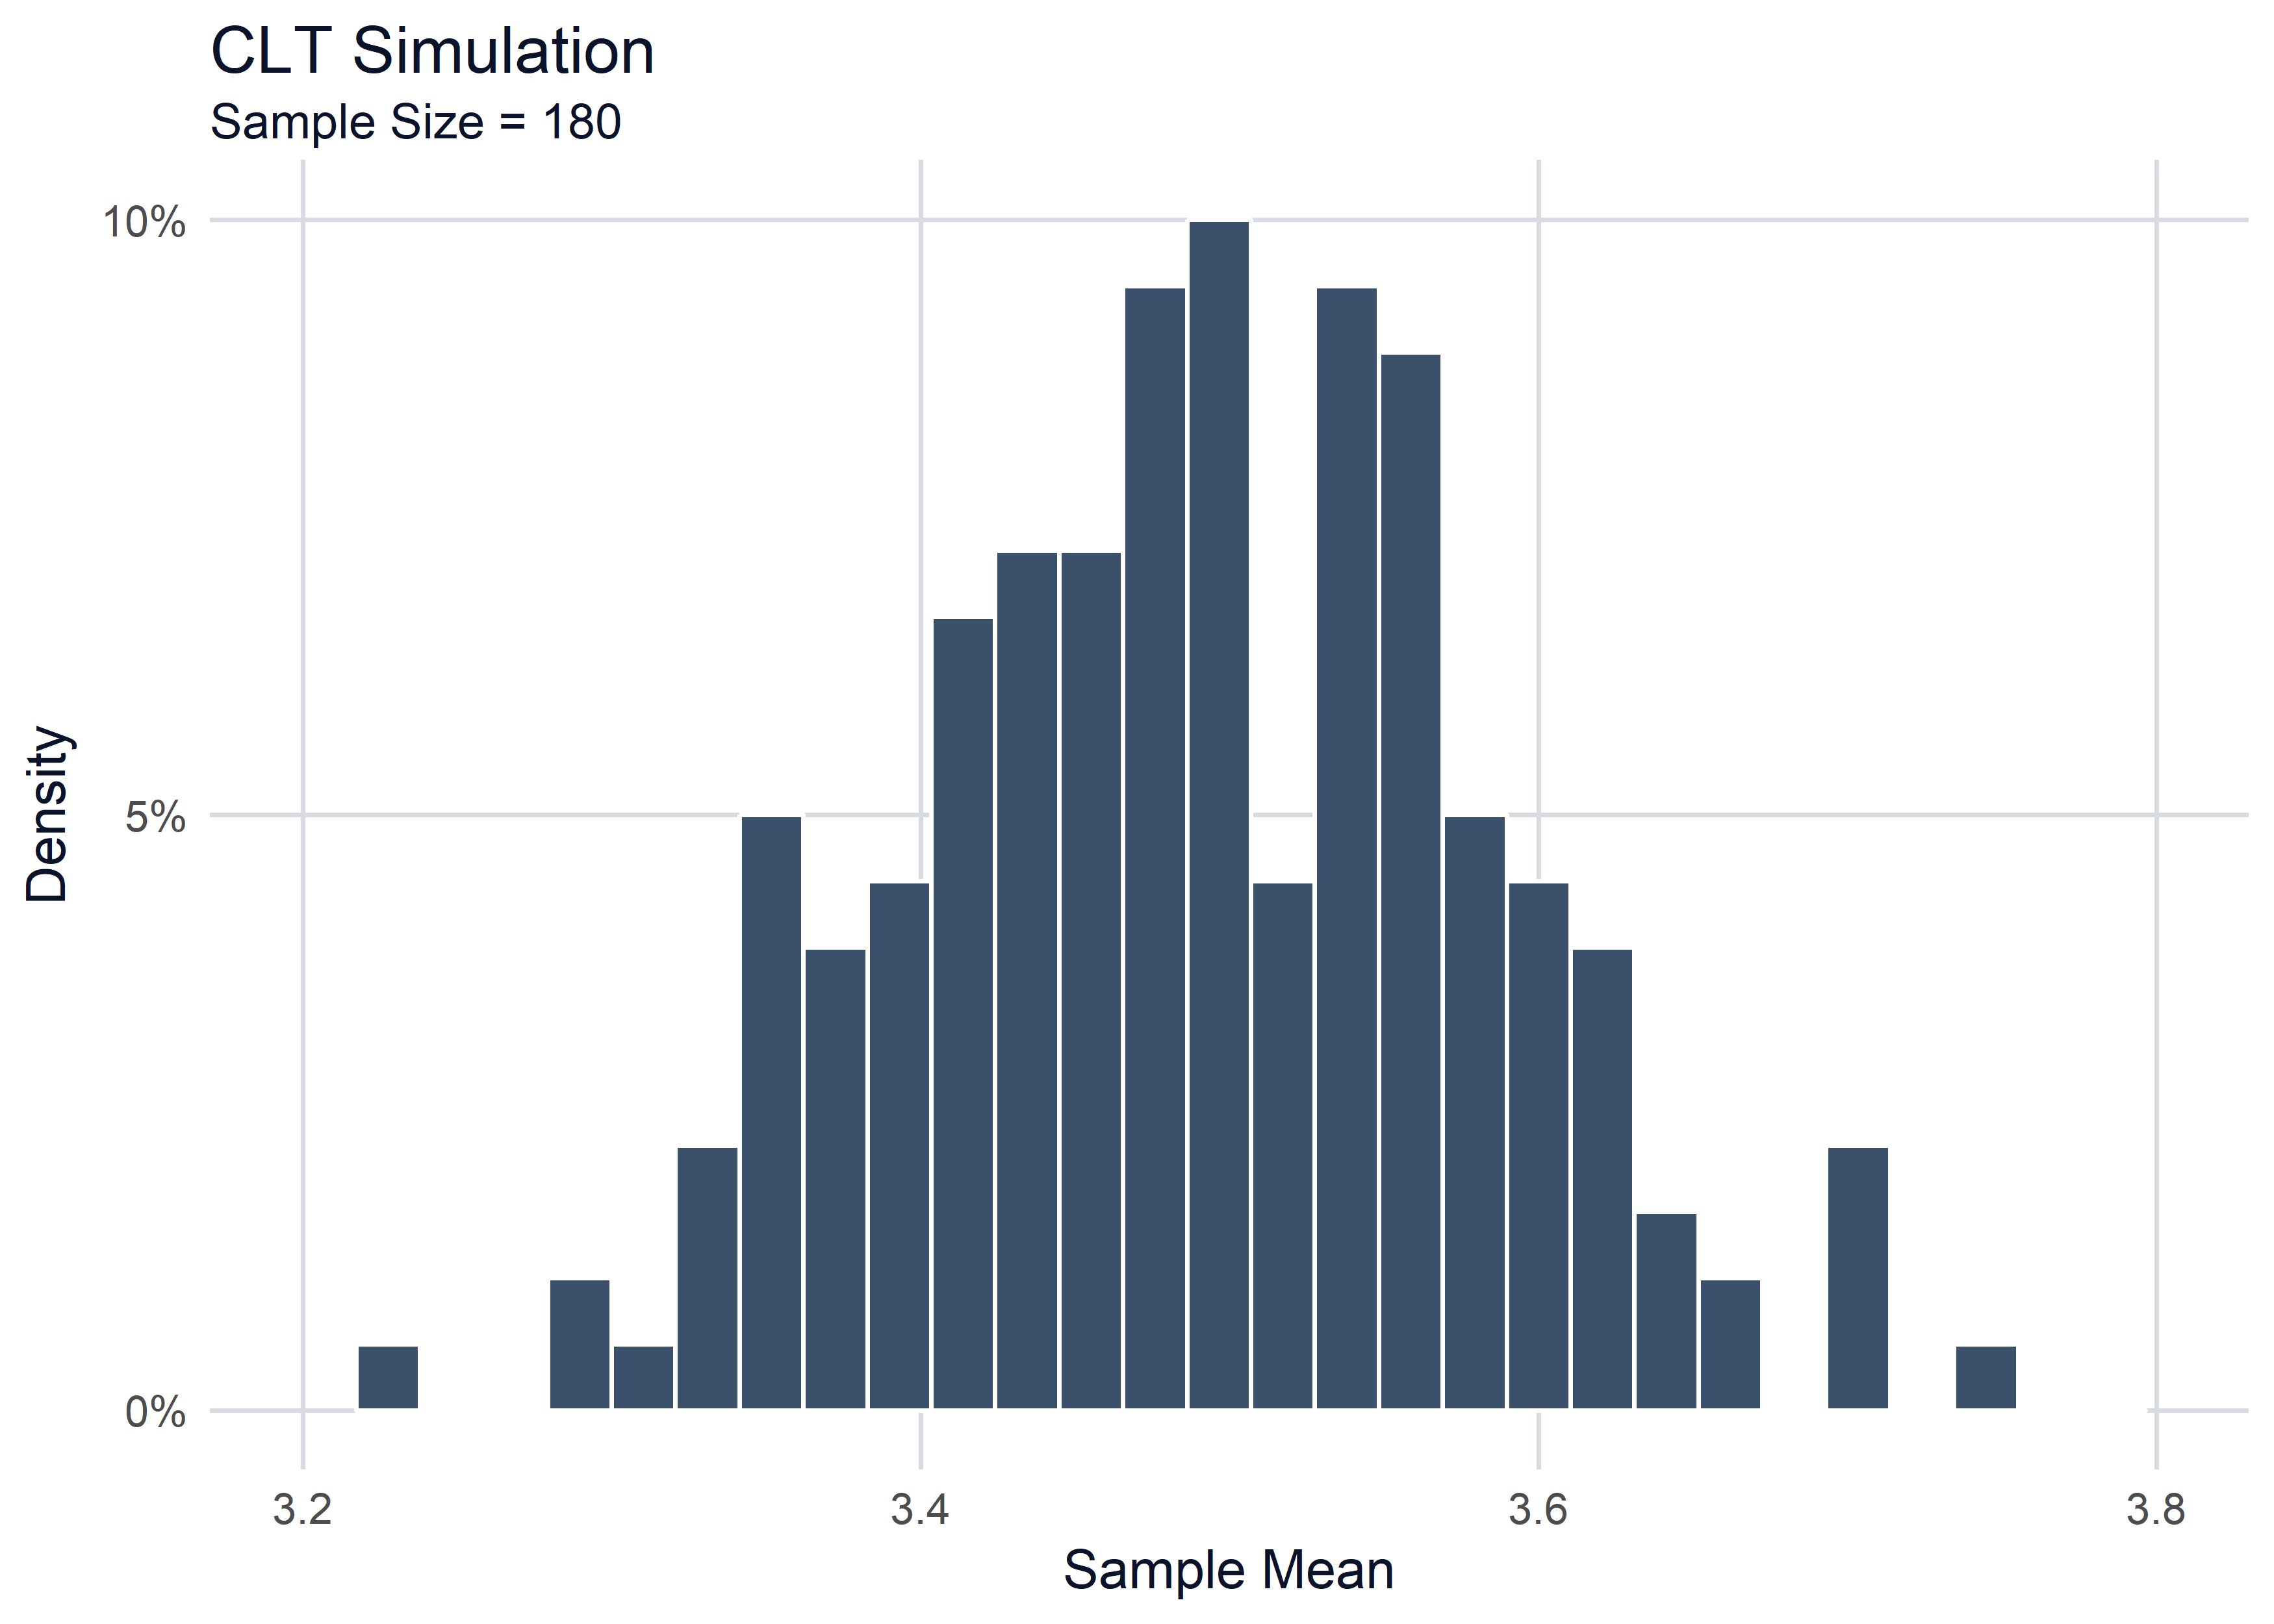 CLT Simulation
Sample Size = 180
10%
5%
0%
Density
3.2 3.4 3.6 3.8
Sample Mean